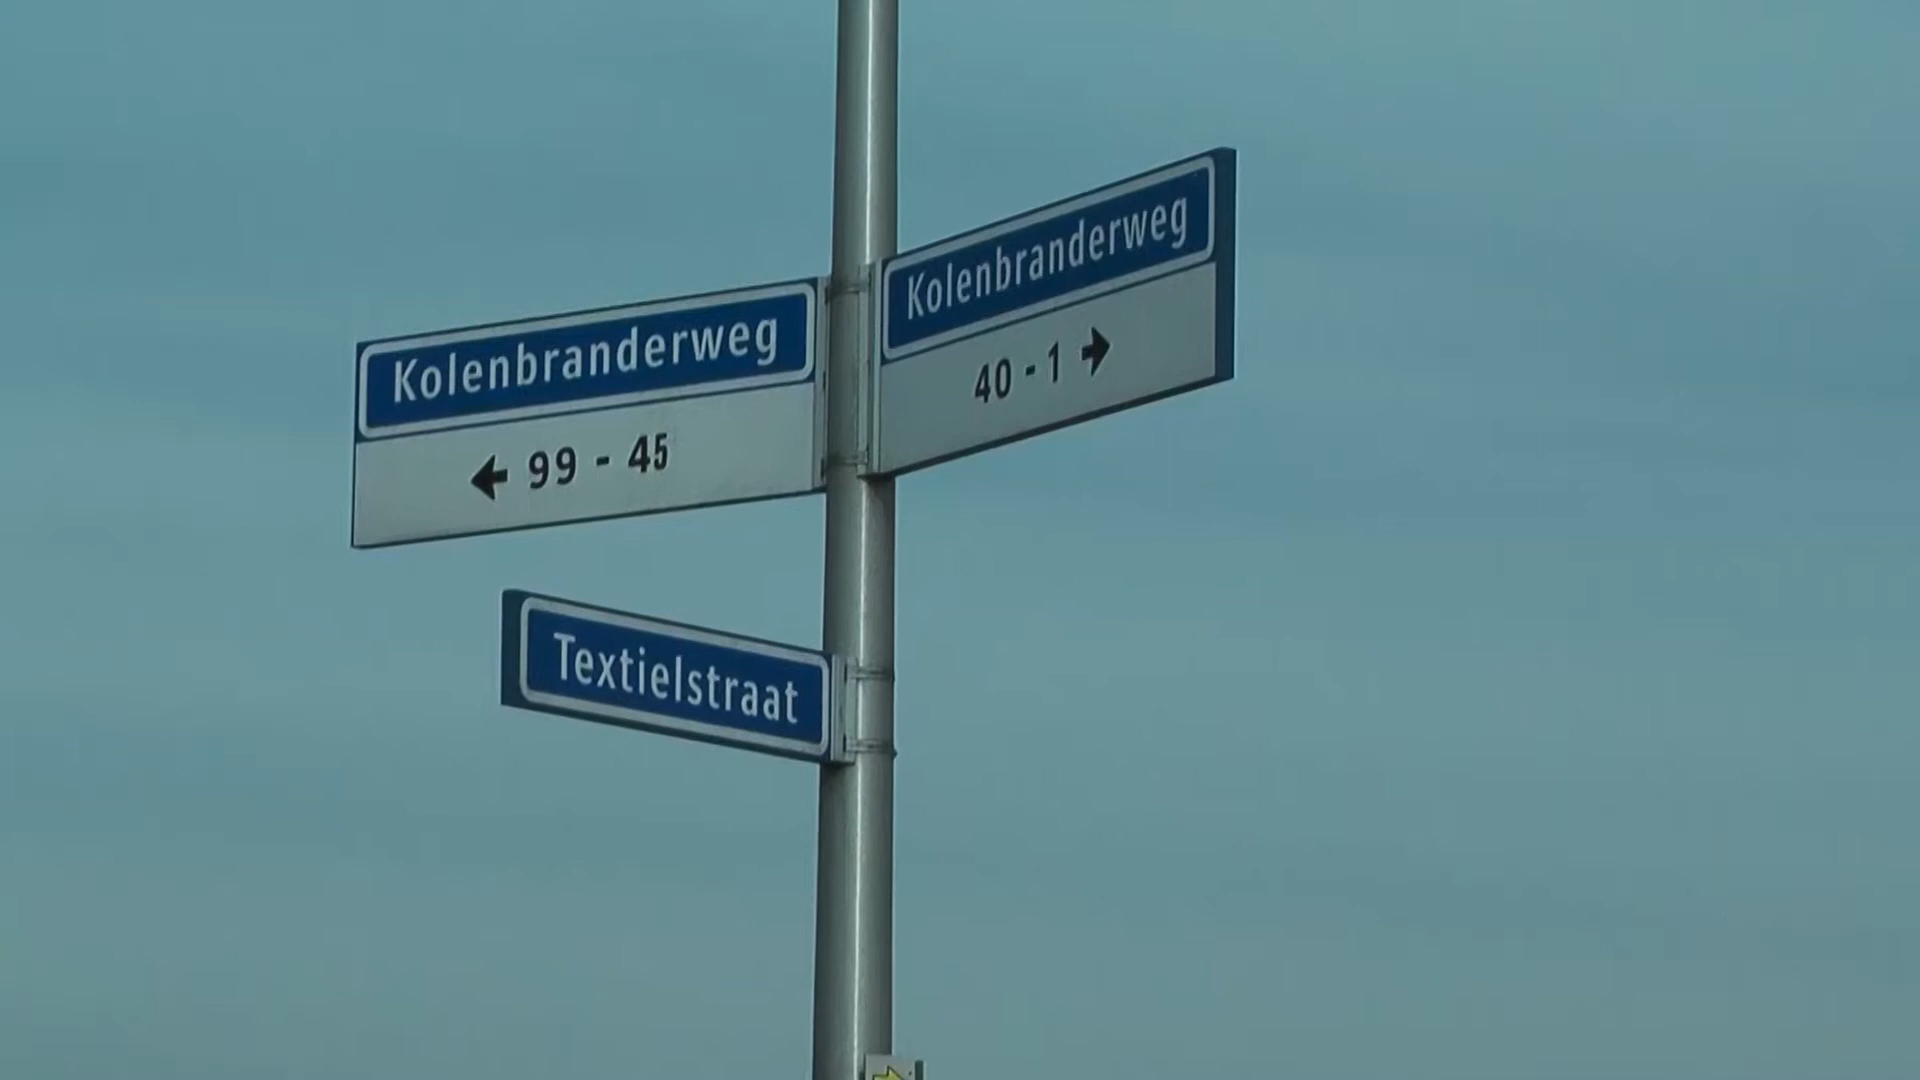 Kolenbranderweg
← 99 - 45
Kolenbranderweg
40 - 1 →
Textielstraat